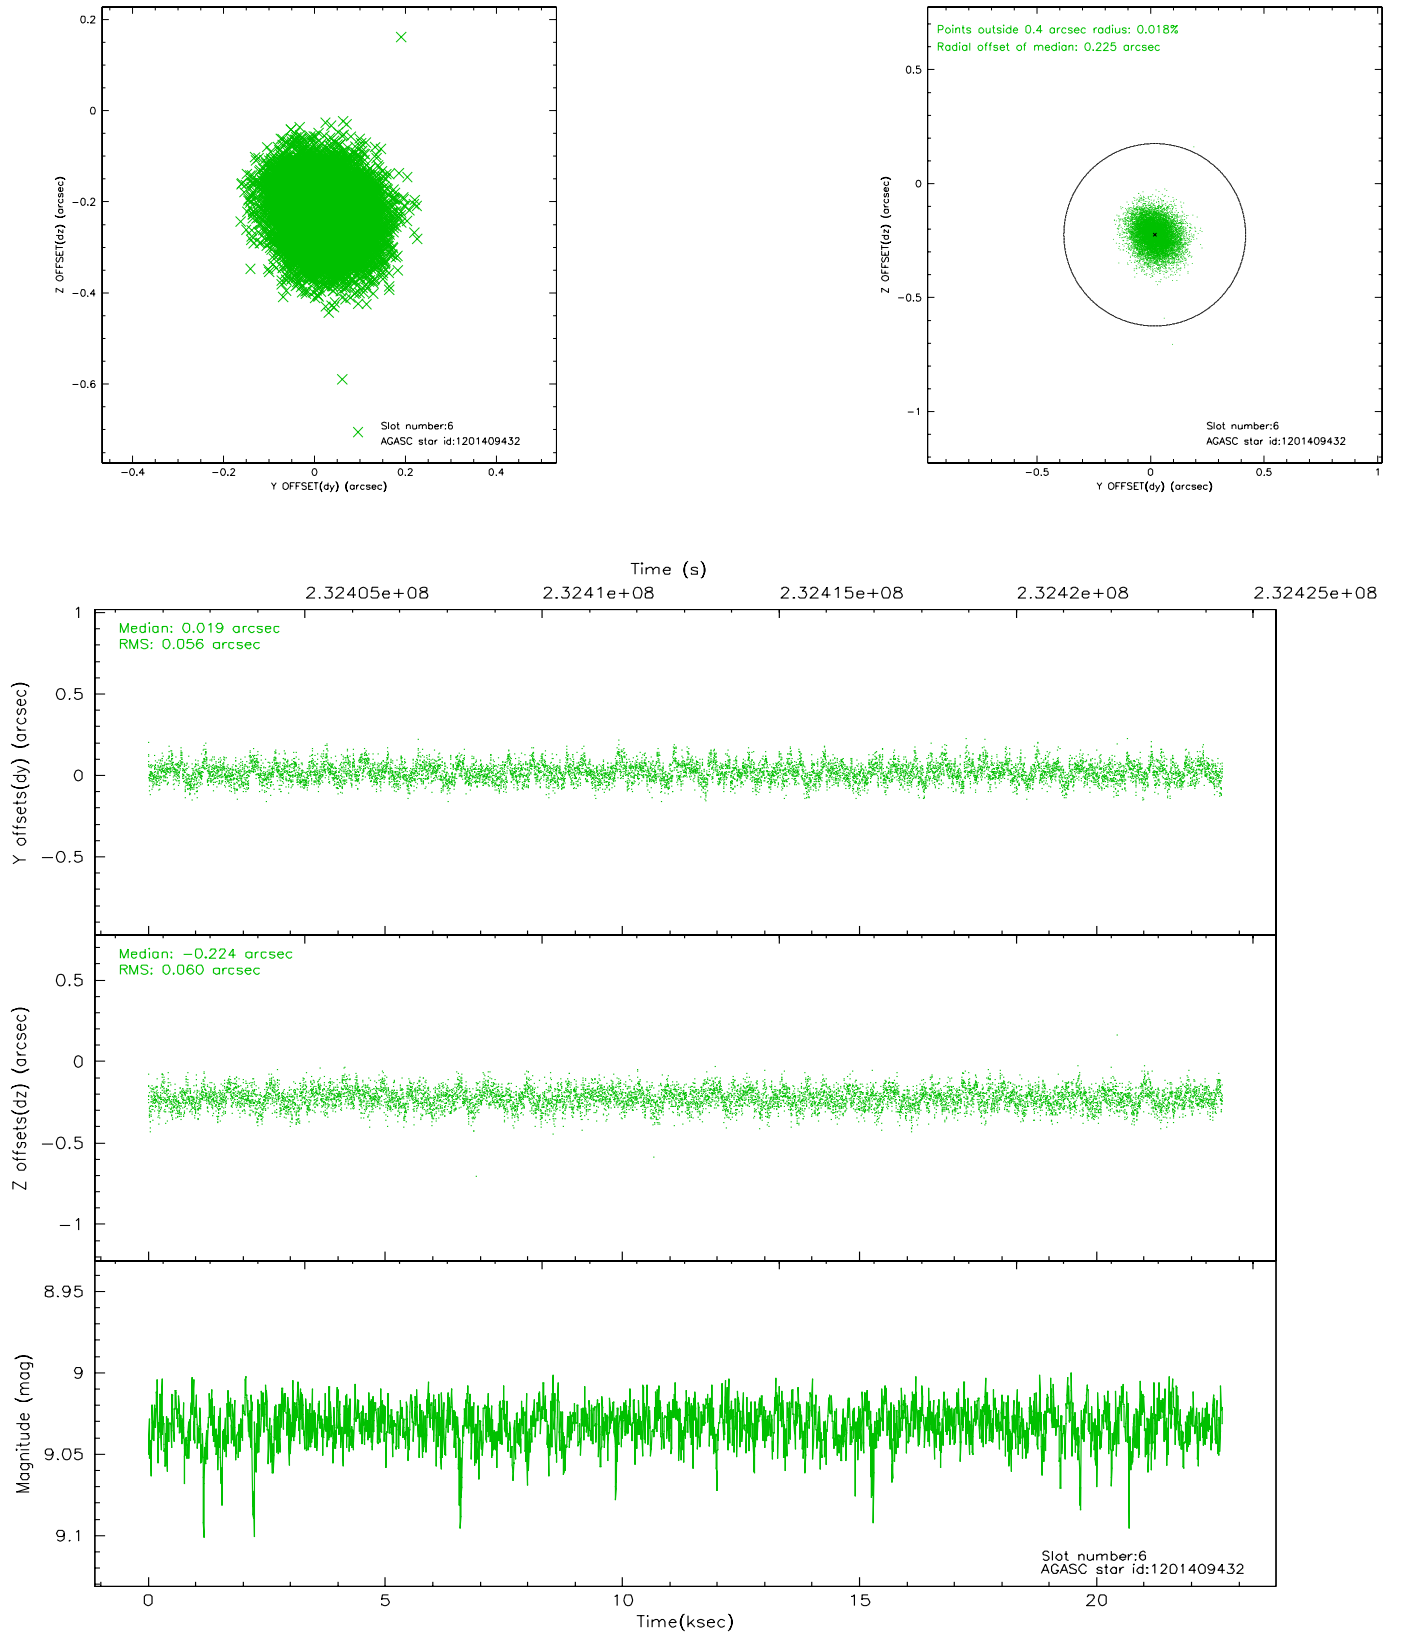 0.2
0
−0.2
−0.4
−0.6
Z OFFSET(dz) (arcsec)
Slot number:6
AGASC star id:1201409432
−0.4 −0.2 0 0.2 0.4
Y OFFSET(dy) (arcsec)
Points outside 0.4 arcsec radius: 0.018%
Radial offset of median: 0.225 arcsec
0.5
0
−0.5
−1
Z OFFSET(dz) (arcsec)
Slot number:6
AGASC star id:1201409432
−0.5 0 0.5 1
Y OFFSET(dy) (arcsec)
Time (s)
2.32405e+08 2.3241e+08 2.32415e+08 2.3242e+08 2.32425e+08
Median: 0.019 arcsec
RMS: 0.056 arcsec
1
0.5
0
−0.5
Y offsets(dy) (arcsec)
Median: −0.224 arcsec
RMS: 0.060 arcsec
0.5
0
−0.5
−1
Z offsets(dz) (arcsec)
8.95
9
9.05
9.1
Magnitude (mag)
Slot number:6
AGASC star id:1201409432
0 5 10 15 20
Time(ksec)